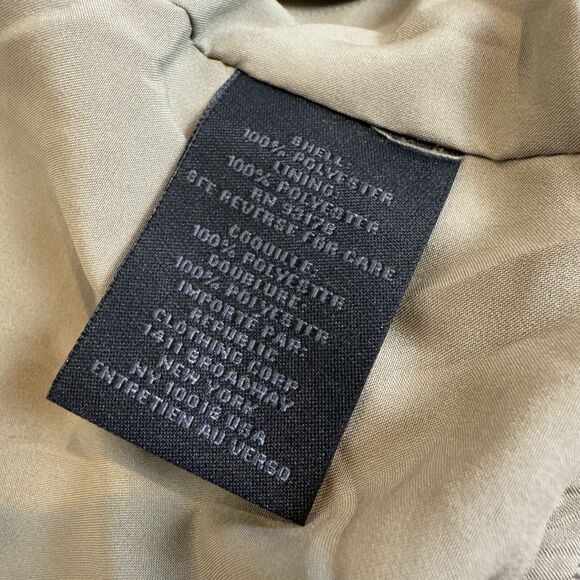 SHELL:
100% POLYESTER
LINING:
100% POLYESTER
RN 93178
SEE REVERSE FOR CARE
COQUILLE:
100% POLYESTER
DOUBLURE:
100% POLYESTER
IMPORTE PAR:
REPUBLIC
CLOTHING CORP
1411 BROADWAY
NEW YORK
NY 10018 USA
ENTRETIEN AU VERSO